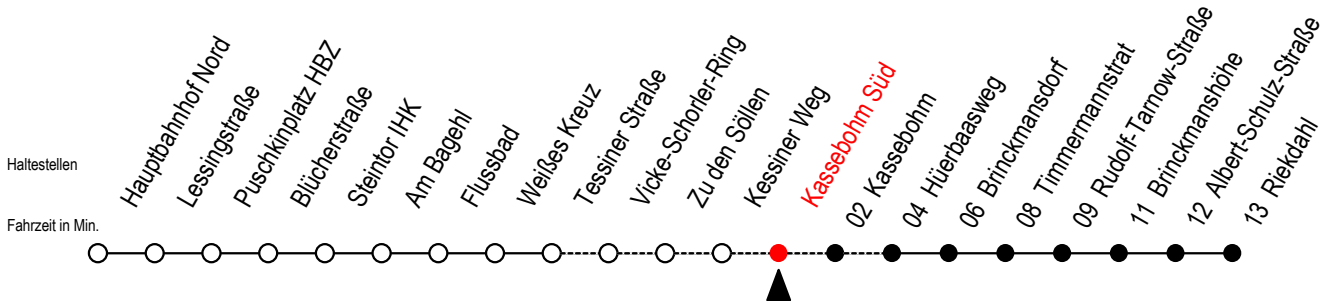 Haltestellen
Fahrzeit in Min.
Hauptbahnhof Nord
Lessingstraße
Puschkinplatz HBZ
Blücherstraße
Steintor IHK
Am Bagehl
Flussbad
Weißes Kreuz
Tessiner Straße
Vicke-Schorler-Ring
Zu den Söllen
Kessiner Weg
Kassebohm Süd
02 Kassebohm
04 Hüerbaasweg
06 Brinckmansdorf
08 Timmermannstrat
09 Rudolf-Tarnow-Straße
11 Brinckmanshöhe
12 Albert-Schulz-Straße
13 Riekdahl